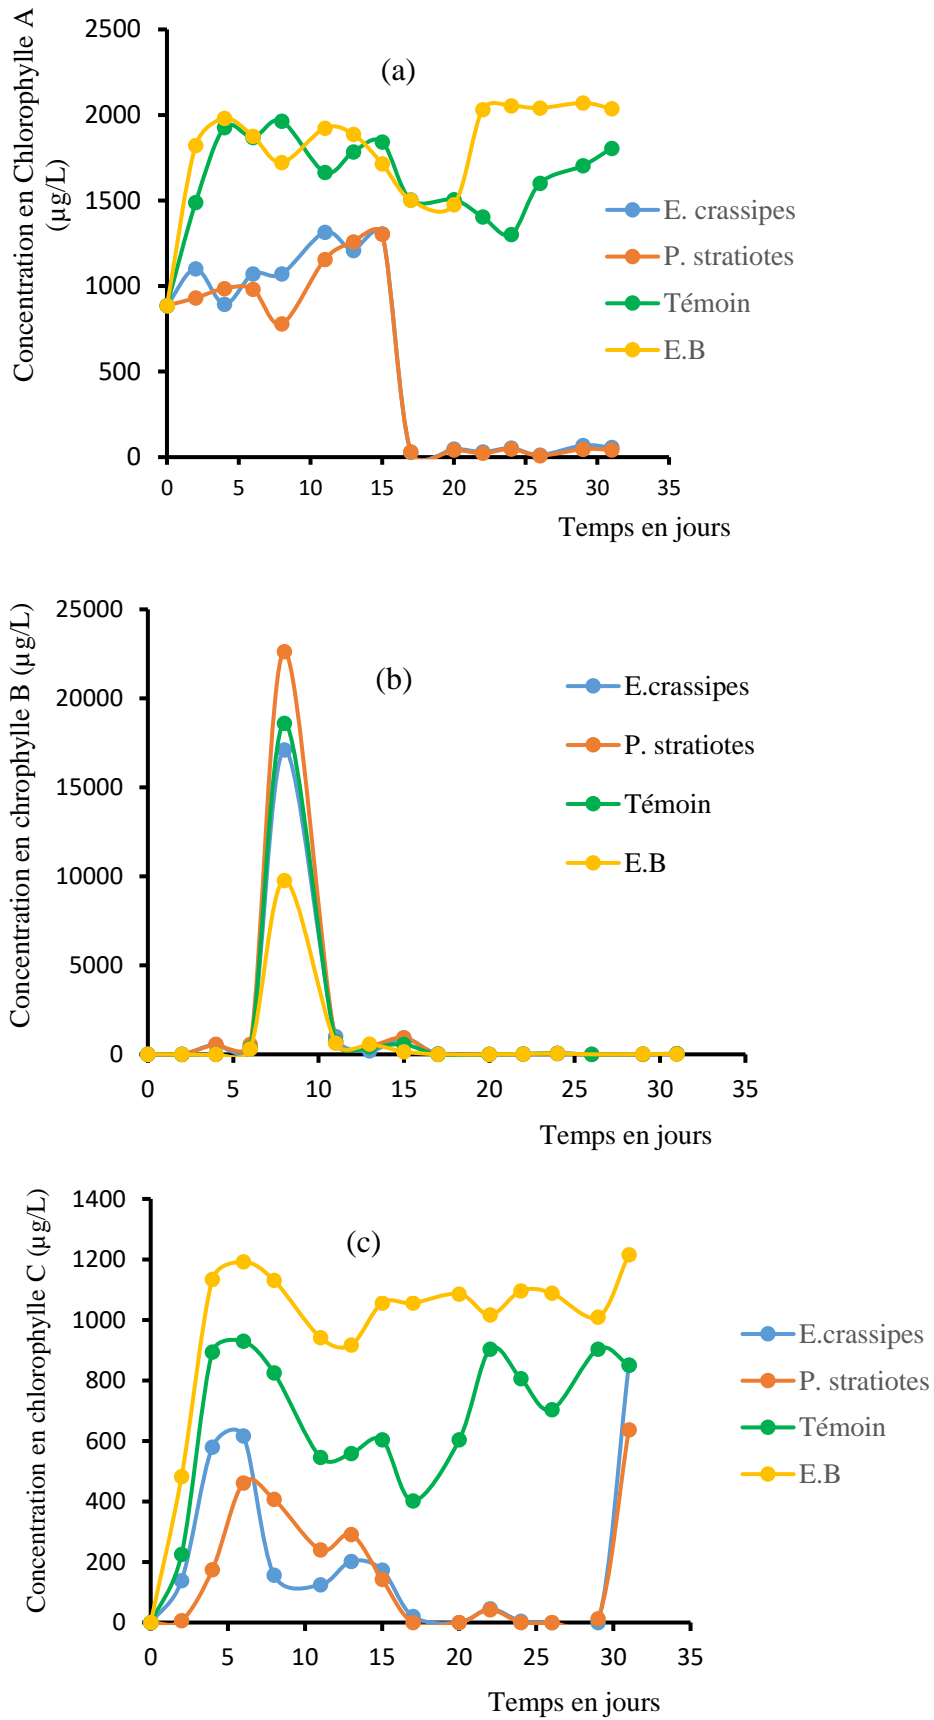 Concentration en Chlorophylle A
(µg/L)
2500
2000
1500
1000
500
0
(a)
E. crassipes
P. stratiotes
Témoin
E.B
0 5 10 15 20 25 30 35
Temps en jours
Concentration en chrophylle B (µg/L)
25000
20000
15000
10000
5000
0
(b)
E.crassipes
P. stratiotes
Témoin
E.B
0 5 10 15 20 25 30 35
Temps en jours
Concentration en chlorophylle C (µg/L)
1400
1200
1000
800
600
400
200
0
(c)
E.crassipes
P. stratiotes
Témoin
E.B
0 5 10 15 20 25 30 35
Temps en jours